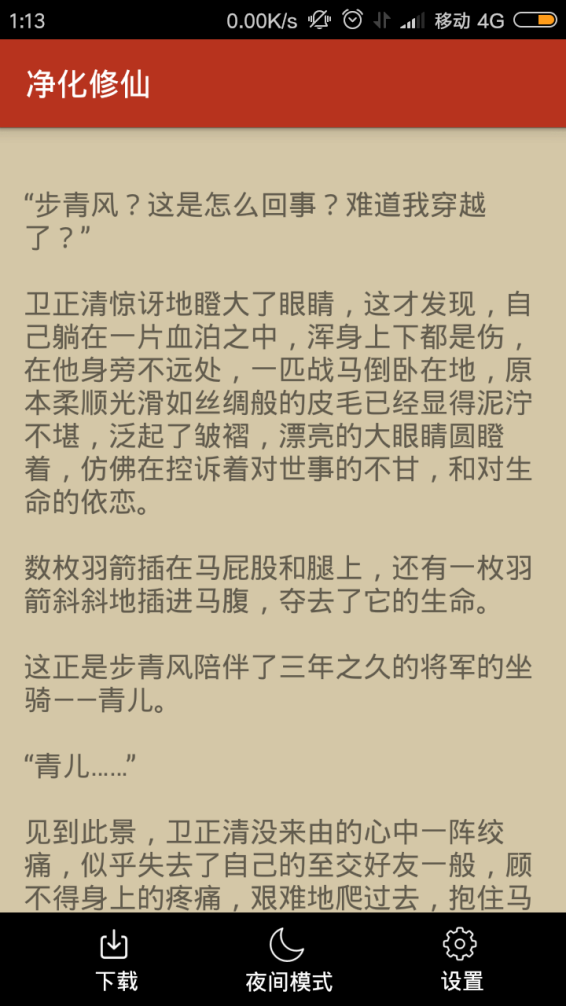 1:13
0.00K/s
移动 4G
净化修仙
“步青风？这是怎么回事？难道我穿越
了？”
卫正清惊讶地瞪大了眼睛，这才发现，自
己躺在一片血泊之中，浑身上下都是伤，
在他身旁不远处，一匹战马倒卧在地，原
本柔顺光滑如丝绸般的皮毛已经显得泥泞
不堪，泛起了皱褶，漂亮的大眼睛圆瞪
着，仿佛在控诉着对世事的不甘，和对生
命的依恋。
数枚羽箭插在马屁股和腿上，还有一枚羽
箭斜斜地插进马腹，夺去了它的生命。
这正是步青风陪伴了三年之久的将军的坐
骑——青儿。
“青儿……”
见到此景，卫正清没来由的心中一阵绞
痛，似乎失去了自己的至交好友一般，顾
不得身上的疼痛，艰难地爬过去，抱住马
下载
夜间模式
设置